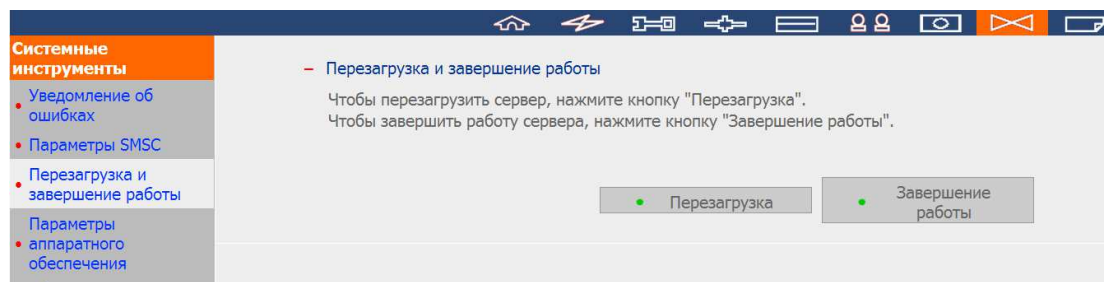 Системные
инструменты
Уведомление об
ошибках
Параметры SMSC
Перезагрузка и
завершение работы
Параметры
аппаратного
обеспечения
– Перезагрузка и завершение работы
Чтобы перезагрузить сервер, нажмите кнопку "Перезагрузка".
Чтобы завершить работу сервера, нажмите кнопку "Завершение работы".
Перезагрузка
Завершение
работы